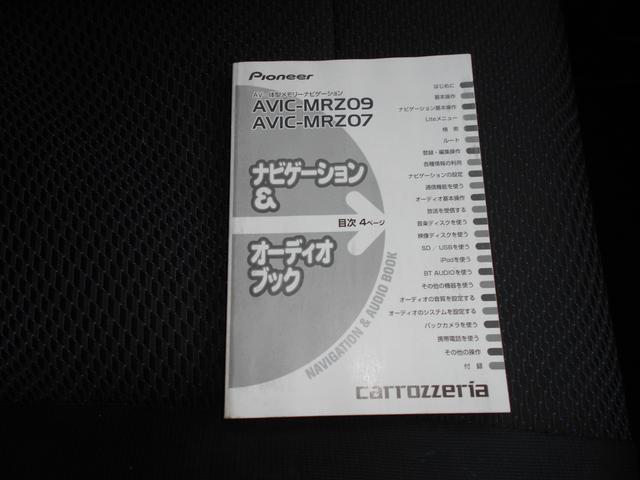 Pioneer
AV一体型メモリーナビゲーション
AVIC-MRZ09
AVIC-MRZ07
ナビゲーション
&
目次 4ページ
オーディオ
ブック
NAVIGATION & AUDIO BOOK
はじめに
基本操作
ナビゲーション基本操作
Liteメニュー
検 索
ルート
登録・編集操作
各種情報の利用
ナビゲーションの設定
通信機能を使う
オーディオ基本操作
放送を受信する
音楽ディスクを使う
映像ディスクを使う
SD / USBを使う
iPodを使う
BT AUDIOを使う
その他の機器を使う
オーディオの音質を設定する
オーディオのシステムを設定する
バックカメラを使う
携帯電話を使う
その他の操作
付 録
carrozzeria